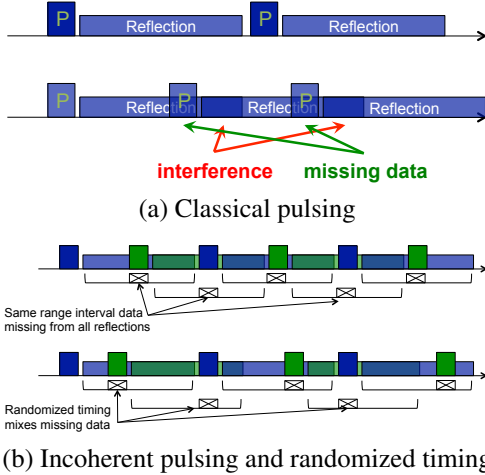 P
Reflection
P
Reflection
P
Reflection
P
Reflection
P
Reflection
interference
missing data
(a) Classical pulsing
Same range interval data
missing from all reflections
Randomized timing
mixes missing data
(b) Incoherent pulsing and randomized timing